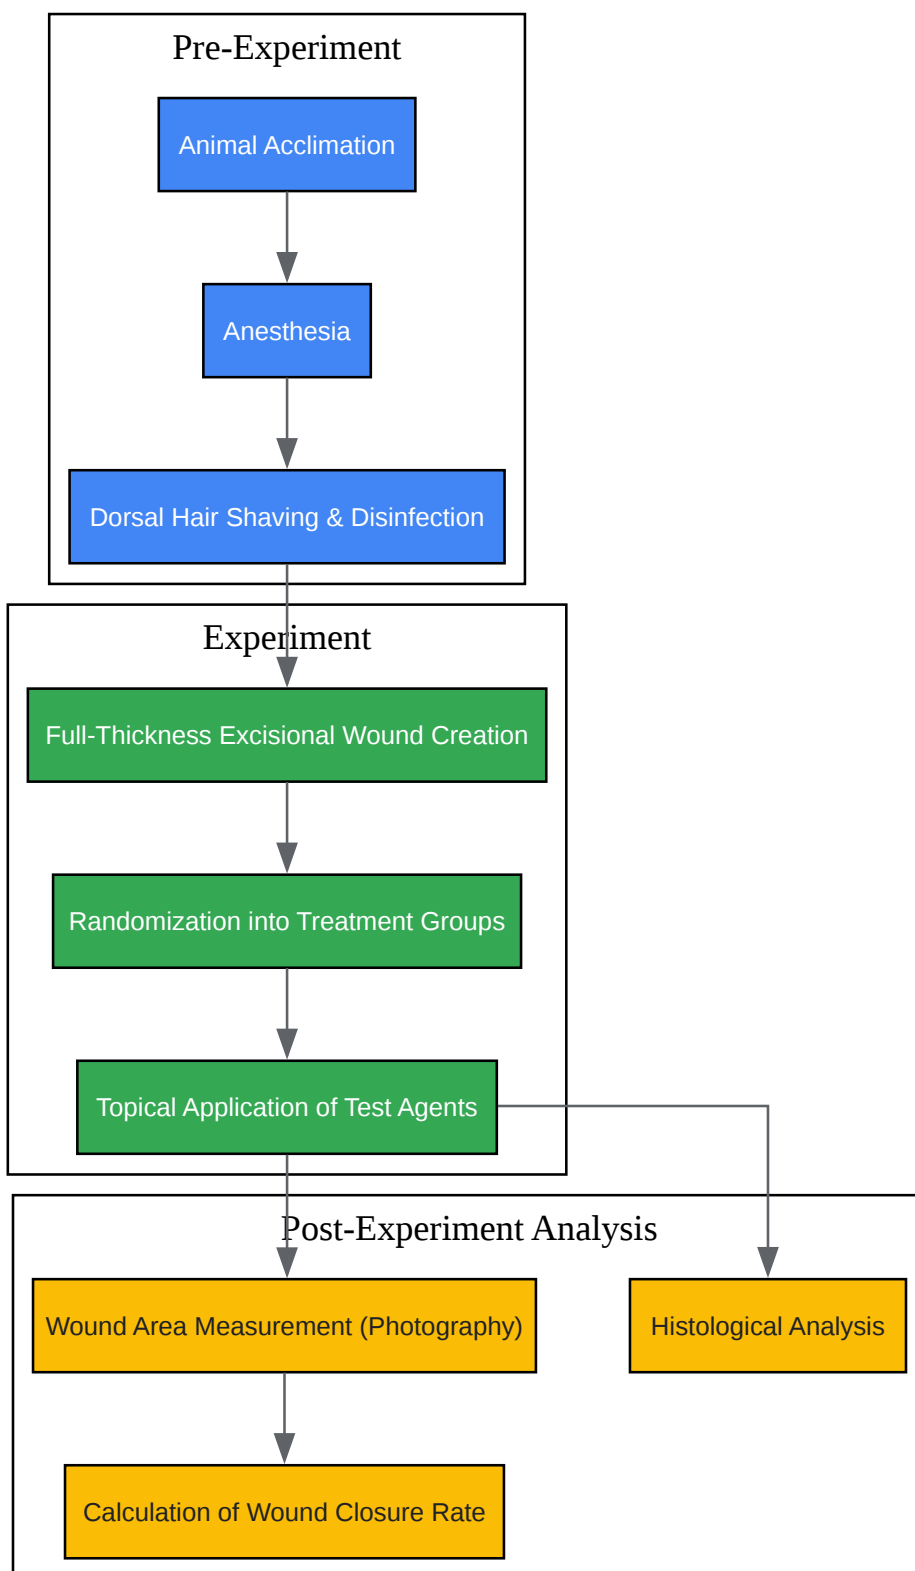 Pre-Experiment
Animal Acclimation
Anesthesia
Dorsal Hair Shaving & Disinfection
Experiment
Full-Thickness Excisional Wound Creation
Randomization into Treatment Groups
Topical Application of Test Agents
Post-Experiment Analysis
Wound Area Measurement (Photography)
Histological Analysis
Calculation of Wound Closure Rate